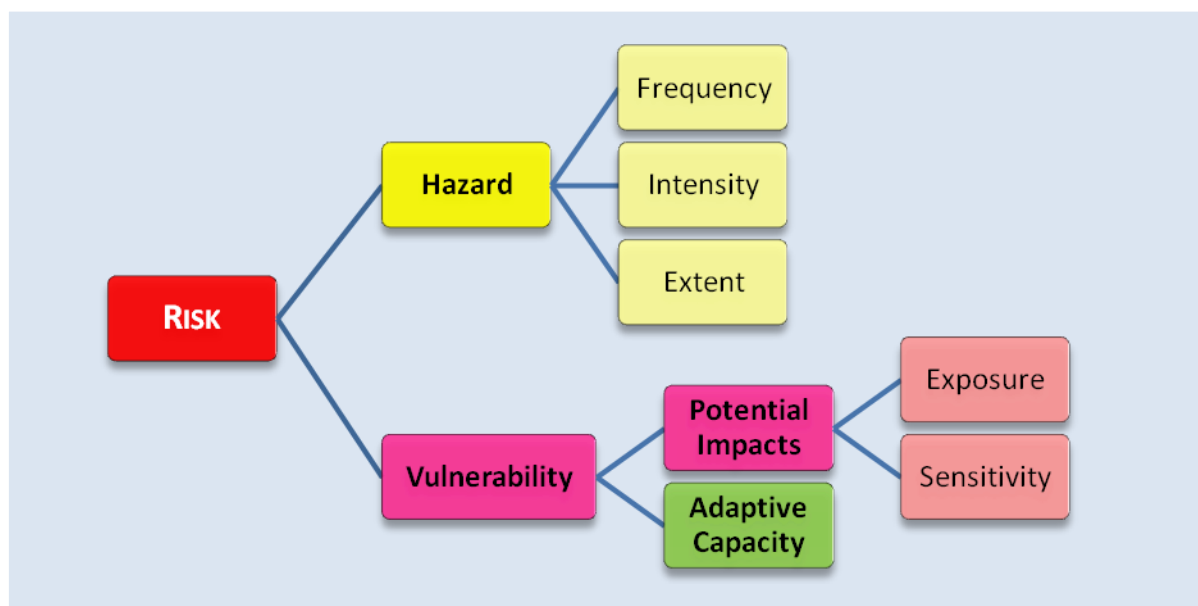 Frequency
Hazard
Intensity
Extent
RISK
Exposure
Potential
Impacts
Vulnerability
Sensitivity
Adaptive
Capacity